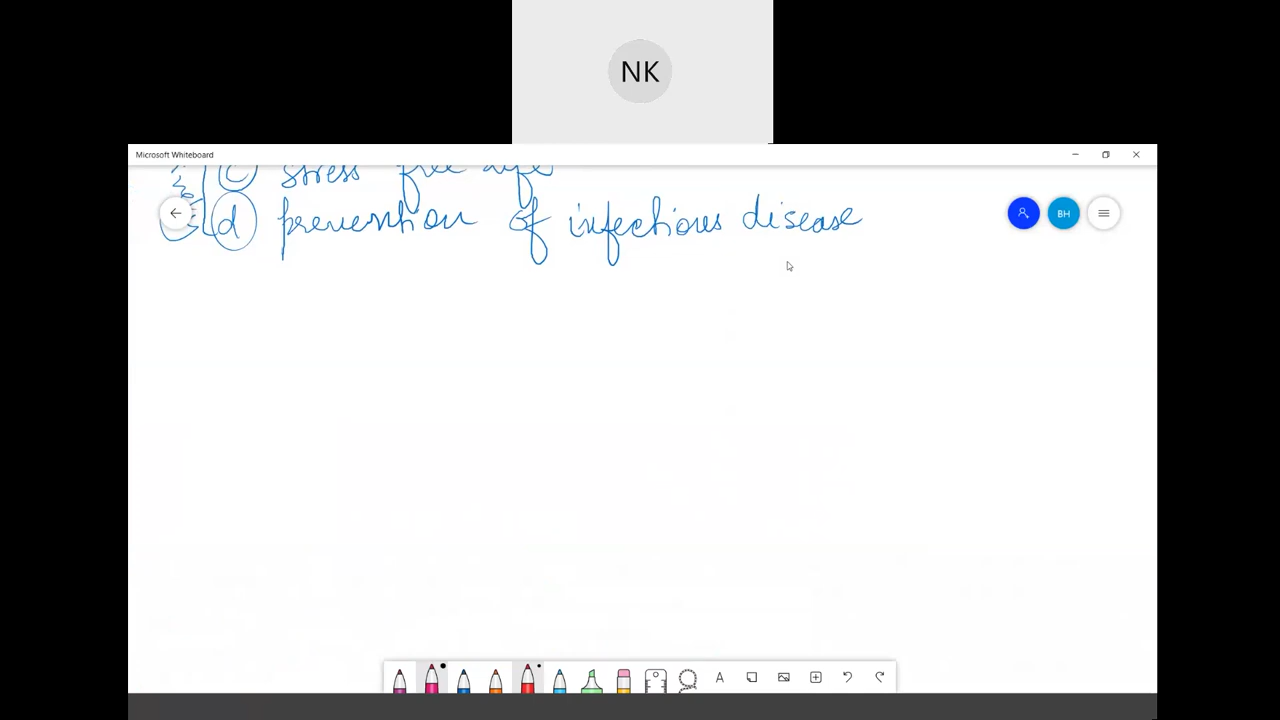 NK
Microsoft Whiteboard
c stress free life
d prevention of infectious disease
BH
A